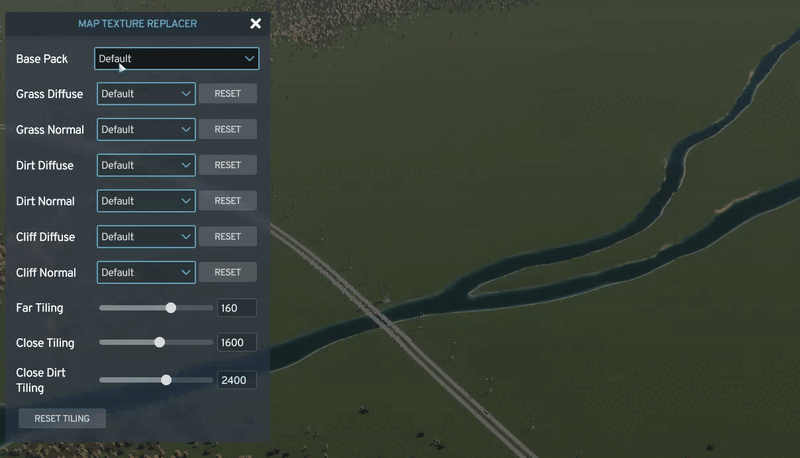 MAP TEXTURE REPLACER
Base Pack Default
Grass Diffuse Default RESET
Grass Normal Default RESET
Dirt Diffuse Default RESET
Dirt Normal Default RESET
Cliff Diffuse Default RESET
Cliff Normal Default RESET
Far Tiling 160
Close Tiling 1600
Close Dirt
Tiling 2400
RESET TILING